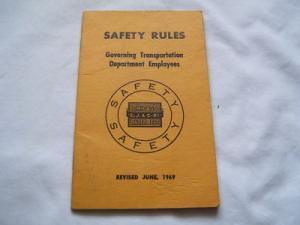 SAFETY RULES
Governing Transportation
Department Employees
SAFETY
SAFETY
REVISED JUNE, 1969